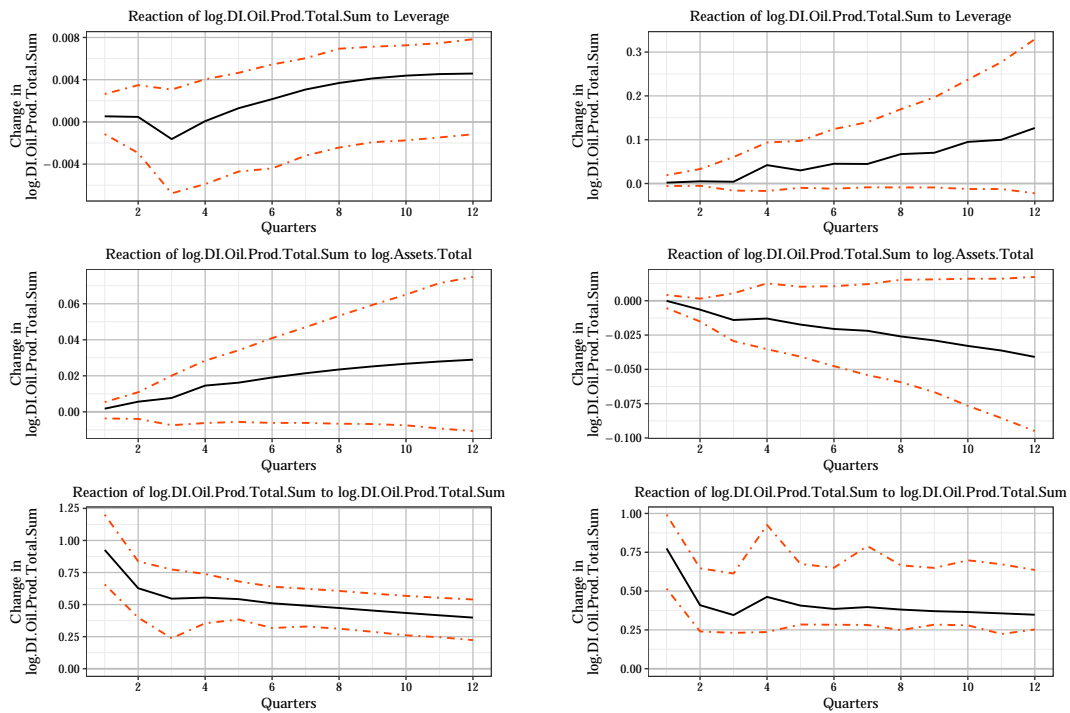 Reaction of log.DI.Oil.Prod.Total.Sum to Leverage
Change in
log.DI.Oil.Prod.Total.Sum
0.008
0.004
0.000
−0.004
2 4 6 8 10 12
Quarters
Reaction of log.DI.Oil.Prod.Total.Sum to Leverage
Change in
log.DI.Oil.Prod.Total.Sum
0.3
0.2
0.1
0.0
2 4 6 8 10 12
Quarters
Reaction of log.DI.Oil.Prod.Total.Sum to log.Assets.Total
Change in
log.DI.Oil.Prod.Total.Sum
0.06
0.04
0.02
0.00
2 4 6 8 10 12
Quarters
Reaction of log.DI.Oil.Prod.Total.Sum to log.Assets.Total
Change in
log.DI.Oil.Prod.Total.Sum
0.000
−0.025
−0.050
−0.075
−0.100
2 4 6 8 10 12
Quarters
Reaction of log.DI.Oil.Prod.Total.Sum to log.DI.Oil.Prod.Total.Sum
Change in
log.DI.Oil.Prod.Total.Sum
1.25
1.00
0.75
0.50
0.25
0.00
2 4 6 8 10 12
Quarters
Reaction of log.DI.Oil.Prod.Total.Sum to log.DI.Oil.Prod.Total.Sum
Change in
log.DI.Oil.Prod.Total.Sum
1.00
0.75
0.50
0.25
0.00
2 4 6 8 10 12
Quarters